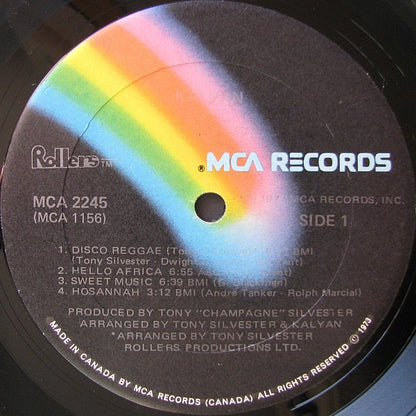 Rollers™
MCA RECORDS
MCA 2245
(MCA 1156)
MCA RECORDS, INC.
SIDE 1
1. DISCO REGGAE BMI)
(Tony Silvester - Dwight
2. HELLO AFRICA 6:55
3. SWEET MUSIC 6:39 BMI
4. HOSANNAH 3:12 BMI (Andre Tanker - Rolph Marcial)
PRODUCED BY TONY "CHAMPAGNE" SILVESTER
ARRANGED BY TONY SILVESTER & KALYAN
*ARRANGED BY TONY SILVESTER
ROLLERS PRODUCTIONS LTD.
MADE IN CANADA BY MCA RECORDS (CANADA) ALL RIGHTS RESERVED © 1973